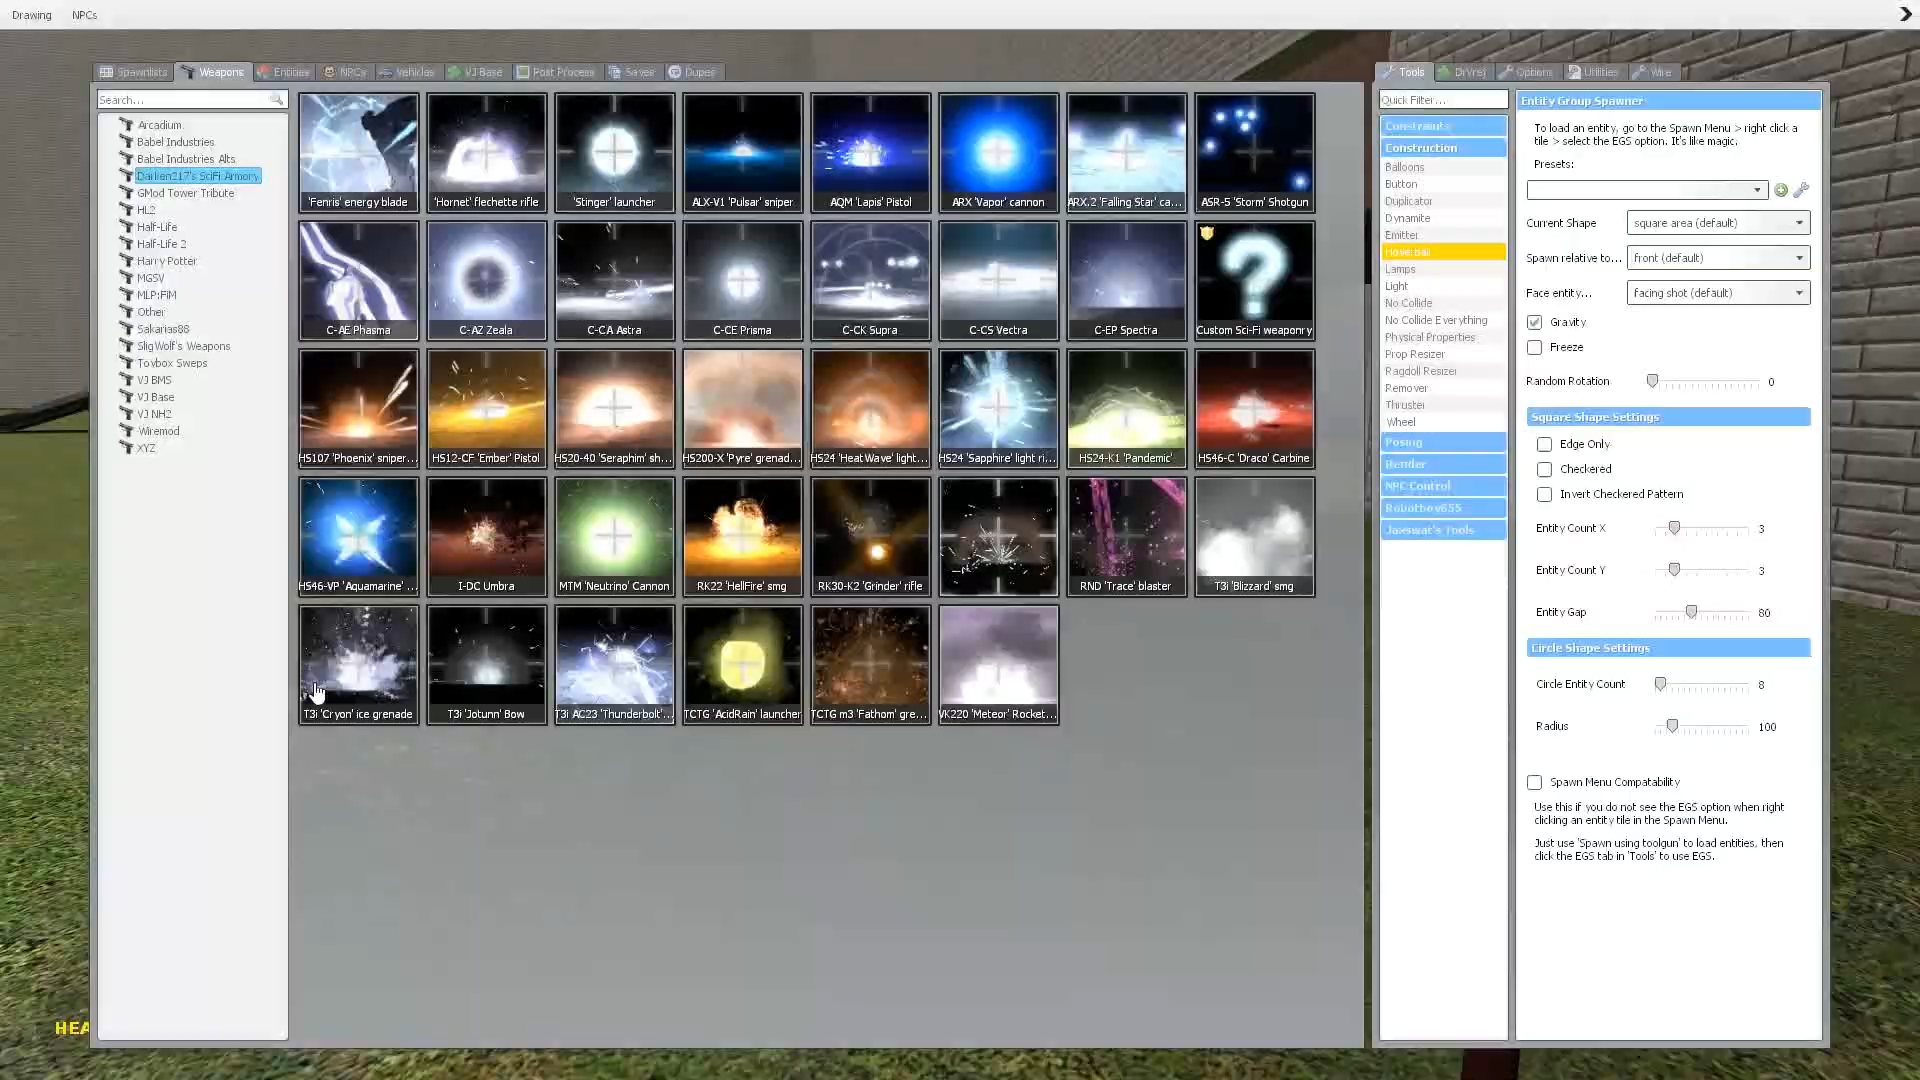 Drawing NPCs
Spawnlists Weapons Entities NPCs Vehicles VJ Base Post Process Saves Dupes
Search...
Arcadium
Babel Industries
Babel Industries Alts
Darken217's SciFi Armory
GMod Tower Tribute
HL2
Half-Life
Half-Life 2
Harry Potter
MGSV
MLP:FiM
Other
Sakarias88
SligWolf's Weapons
Toybox Sweps
VJ BMS
VJ Base
VJ NH2
Wiremod
XYZ
'Fenris' energy blade
'Hornet' flechette rifle
'Stinger' launcher
ALX-V1 'Pulsar' sniper
AQM 'Lapis' Pistol
ARX 'Vapor' cannon
ARX.2 'Falling Star' ca...
ASR-5 'Storm' Shotgun
C-AE Phasma
C-AZ Zeala
C-CA Astra
C-CE Prisma
C-CK Supra
C-CS Vectra
C-EP Spectra
Custom Sci-Fi weaponry
HS107 'Phoenix' sniper...
HS12-CF 'Ember' Pistol
HS20-40 'Seraphim' sh...
HS200-X 'Pyre' grenad...
HS24 'HeatWave' light...
HS24 'Sapphire' light ri...
HS24-K1 'Pandemic'
HS46-C 'Draco' Carbine
HS46-VP 'Aquamarine' ...
I-DC Umbra
MTM 'Neutrino' Cannon
RK22 'HellFire' smg
RK30-K2 'Grinder' rifle
RND 'Trace' blaster
T3i 'Blizzard' smg
T3i 'Cryon' ice grenade
T3i 'Jotunn' Bow
T3i AC23 'Thunderbolt'...
TCTG 'AcidRain' launcher
TCTG m3 'Fathom' gre...
VK220 'Meteor' Rocket...
HEA
Tools DrVrej Options Utilities Wire
Quick Filter...
Constraints
Construction
Balloons
Button
Duplicator
Dynamite
Emitter
Hoverball
Lamps
Light
No Collide
No Collide Everything
Physical Properties
Prop Resizer
Ragdoll Resizer
Remover
Thruster
Wheel
Posing
Render
NPC Control
Robotboy655
Jaxswat's Tools
Entity Group Spawner
To load an entity, go to the Spawn Menu > right click a
tile > select the EGS option. It's like magic.
Presets:
Current Shape square area (default)
Spawn relative to... front (default)
Face entity... facing shot (default)
Gravity
Freeze
Random Rotation 0
Square Shape Settings
Edge Only
Checkered
Invert Checkered Pattern
Entity Count X 3
Entity Count Y 3
Entity Gap 80
Circle Shape Settings
Circle Entity Count 8
Radius 100
Spawn Menu Compatability
Use this if you do not see the EGS option when right
clicking an entity tile in the Spawn Menu.
Just use 'Spawn using toolgun' to load entities, then
click the EGS tab in 'Tools' to use EGS.